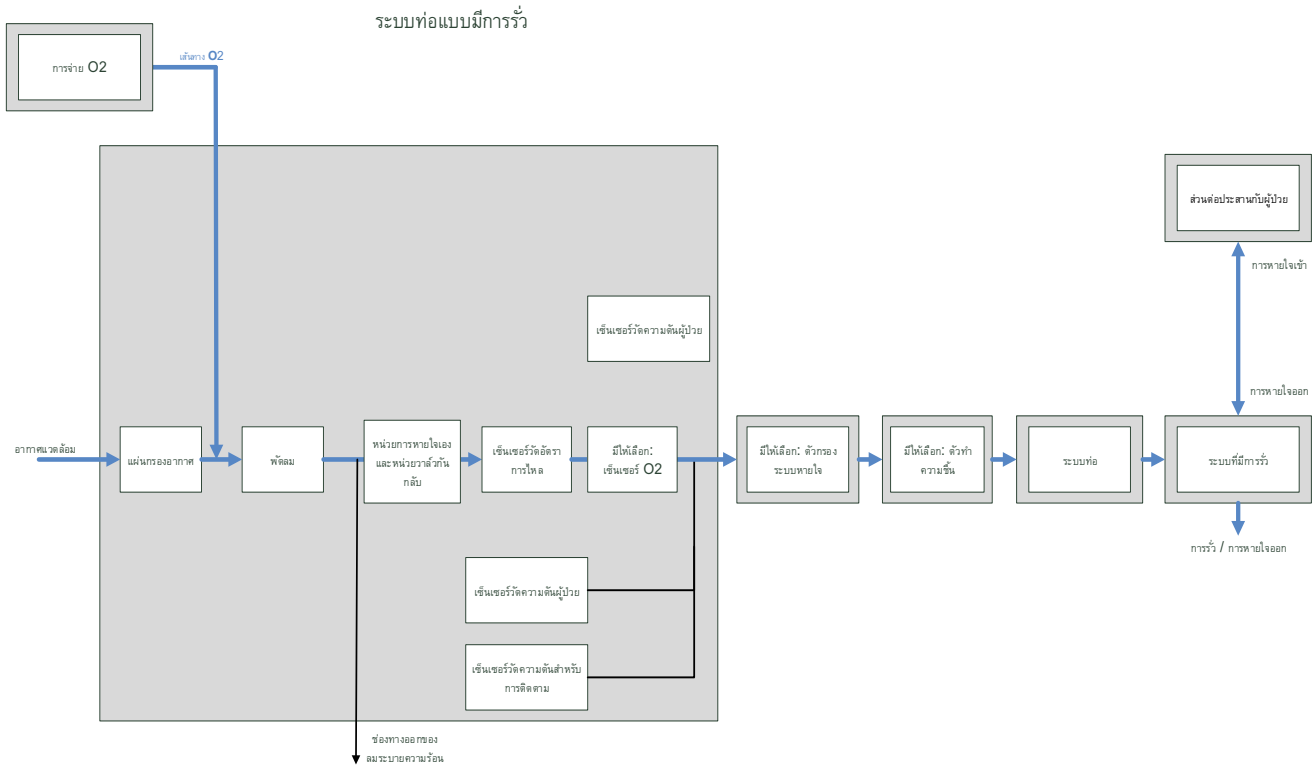 ระบบท่อแบบมีการรั่ว
การจ่าย O2
เส้นทาง O2
ส่วนต่อประสานกับผู้ป่วย
การหายใจเข้า
เซ็นเซอร์วัดความดันผู้ป่วย
การหายใจออก
อากาศแวดล้อม
แผ่นกรองอากาศ
พัดลม
หน่วยการหายใจเอง
และหน่วยวาล์วกัน
กลับ
เซ็นเซอร์วัดอัตรา
การไหล
มีให้เลือก:
เซ็นเซอร์ O2
มีให้เลือก: ตัวกรอง
ระบบหายใจ
มีให้เลือก: ตัวทำ
ความชื้น
ระบบท่อ
ระบบที่มีการรั่ว
การรั่ว / การหายใจออก
เซ็นเซอร์วัดความดันผู้ป่วย
เซ็นเซอร์วัดความดันสำหรับ
การติดตาม
ช่องทางออกของ
ลมระบายความร้อน